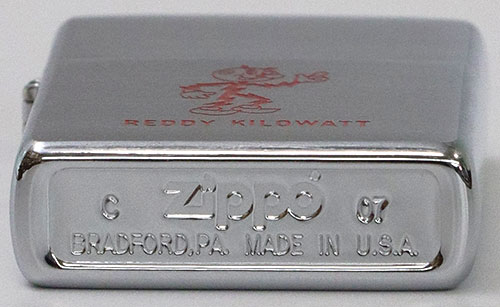 REDDY KILOWATT
C Zippo 07
BRADFORD,PA. MADE IN U.S.A.